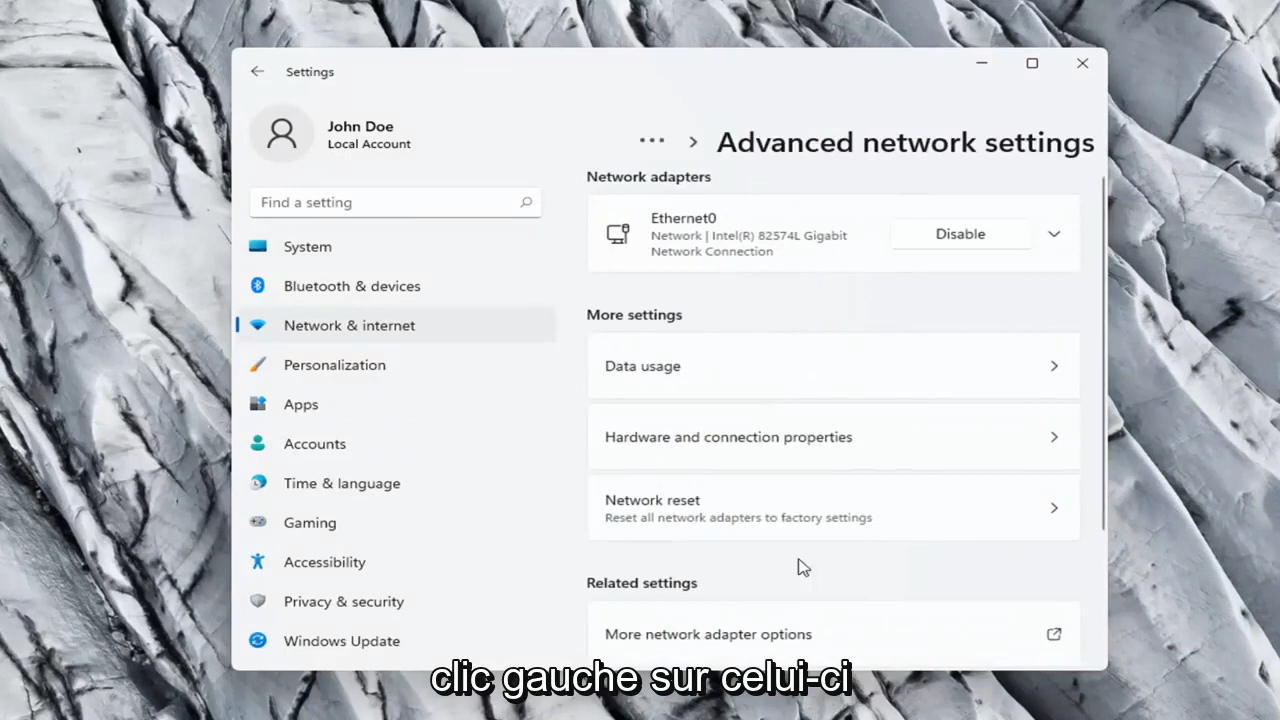 Settings
John Doe
Local Account
Find a setting
System
Bluetooth & devices
Network & internet
Personalization
Apps
Accounts
Time & language
Gaming
Accessibility
Privacy & security
Windows Update
... > Advanced network settings
Network adapters
Ethernet0
Network | Intel(R) 82574L Gigabit
Network Connection
Disable
More settings
Data usage
Hardware and connection properties
Network reset
Reset all network adapters to factory settings
Related settings
More network adapter options
clic gauche sur celui-ci